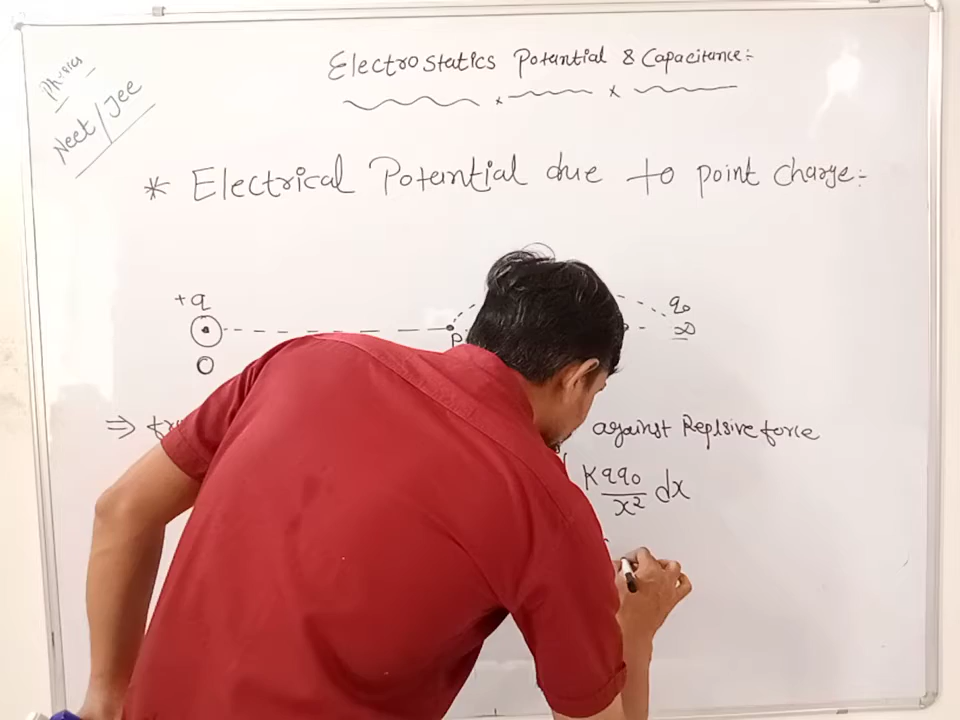 Physics
Neet/Jee
Electrostatics Potential & Capacitance:-
* Electrical Potential due to point charge:-
+q
q₀
P
∞
O
⇒
against Replsive force
Kqq₀/x² dx